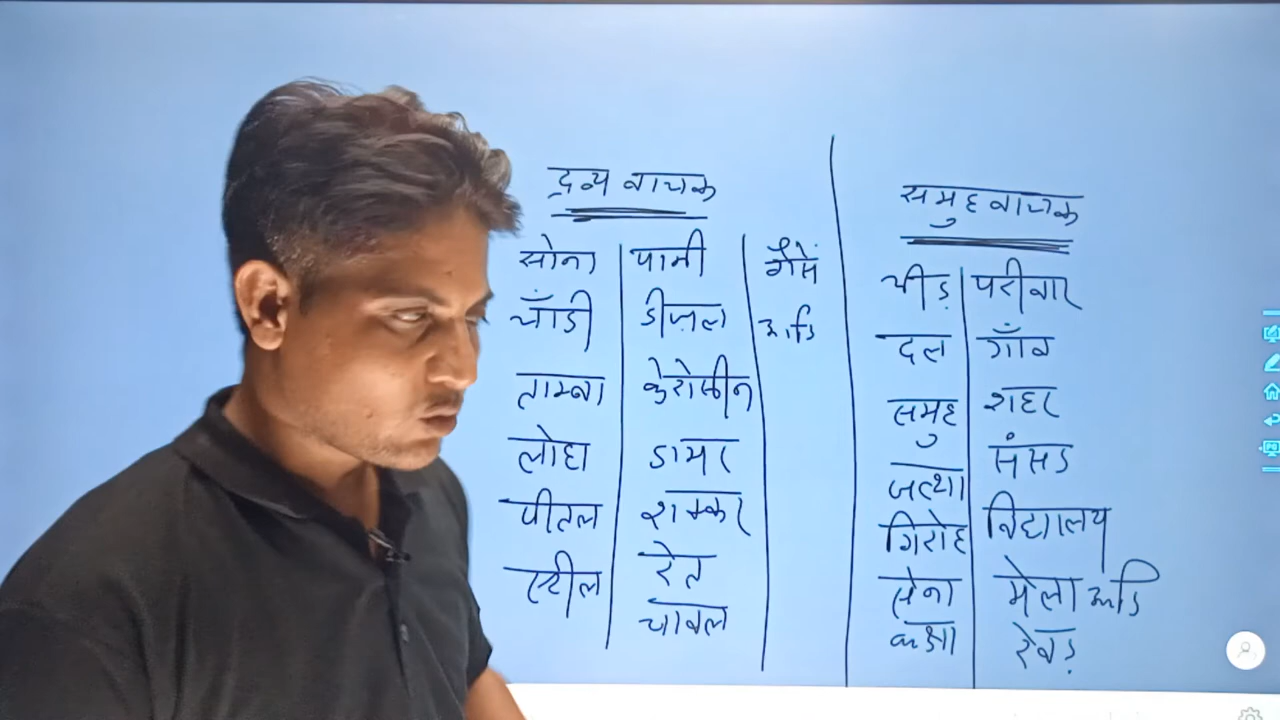 द्रव्य वाचक
सोना
चाँदी
ताम्बा
लोहा
पीतल
स्टील
पानी
डीज़ल
केरोसीन
डामर
शक्कर
रेत
चावल
गैसें
आदि
समुहवाचक
भीड़
दल
समुह
जत्था
गिरोह
सेना
कक्षा
परीवार
गाँव
शहर
संसद
विद्यालय
मेला आदि
रेवड़